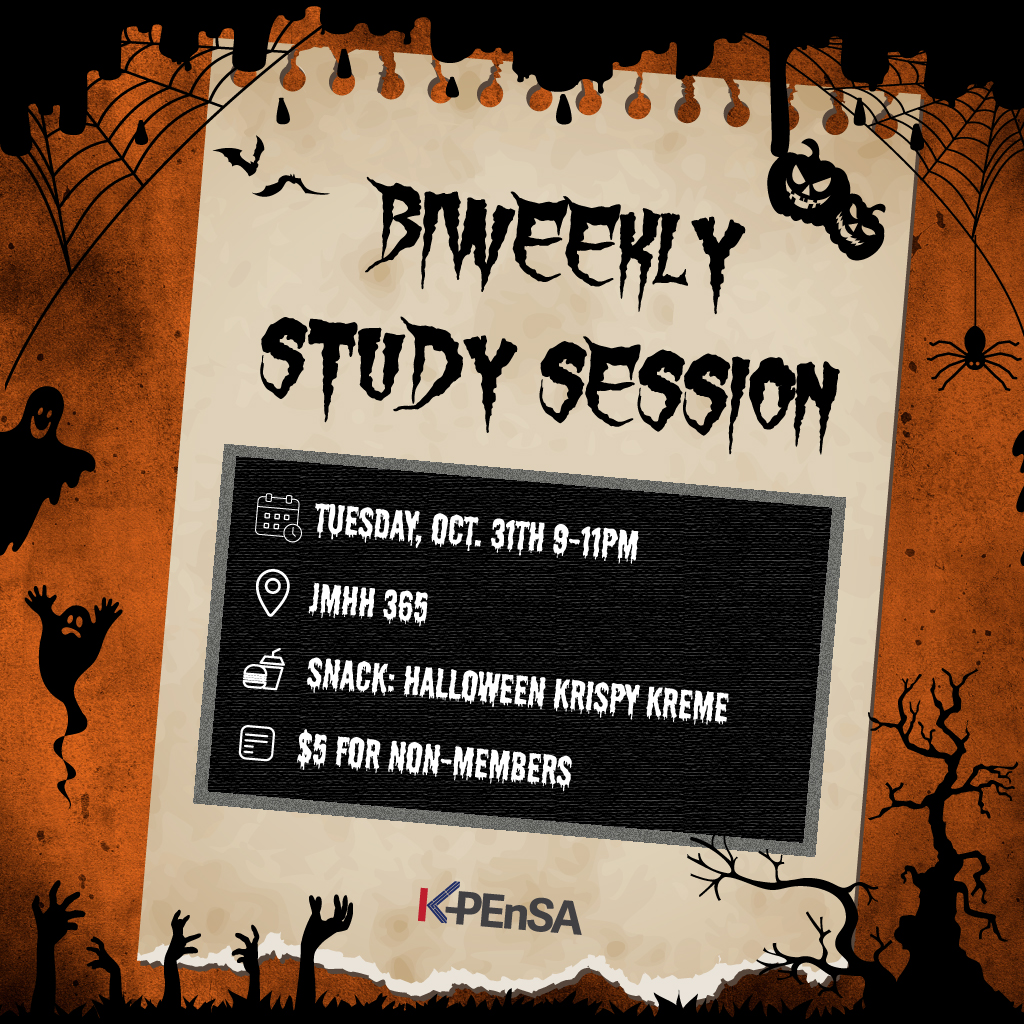 BIWEEKLY
STUDY SESSION
TUESDAY, OCT. 31TH 9-11PM
JMHH 365
SNACK: HALLOWEEN KRISPY KREME
$5 FOR NON-MEMBERS
K-PEnSA